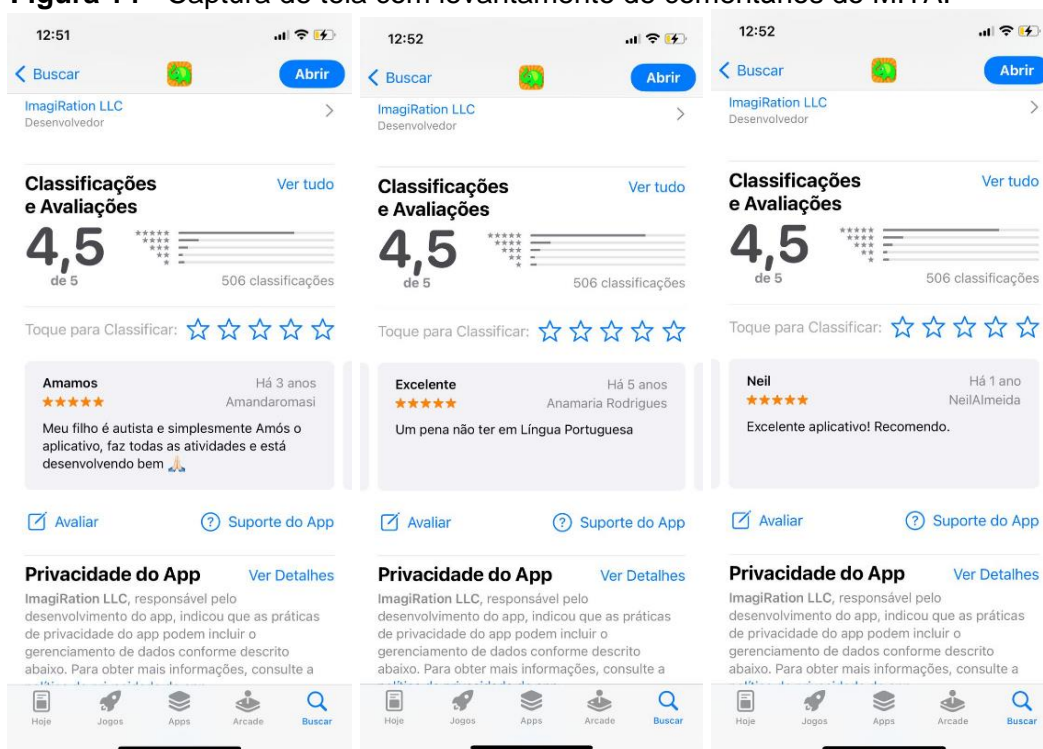 12:51
Buscar
Abrir
ImagiRation LLC
Desenvolvedor
Classificações
e Avaliações
Ver tudo
4,5
de 5
506 classificações
Toque para Classificar:
Amamos
Há 3 anos
Amandaromasi
Meu filho é autista e simplesmente Amós o
aplicativo, faz todas as atividades e está
desenvolvendo bem 🙏🏻
Avaliar
Suporte do App
Privacidade do App
Ver Detalhes
ImagiRation LLC, responsável pelo
desenvolvimento do app, indicou que as práticas
de privacidade do app podem incluir o
gerenciamento de dados conforme descrito
abaixo. Para obter mais informações, consulte a
Hoje
Jogos
Apps
Arcade
Buscar
12:52
Buscar
Abrir
ImagiRation LLC
Desenvolvedor
Classificações
e Avaliações
Ver tudo
4,5
de 5
506 classificações
Toque para Classificar:
Excelente
Há 5 anos
Anamaria Rodrigues
Um pena não ter em Língua Portuguesa
Avaliar
Suporte do App
Privacidade do App
Ver Detalhes
ImagiRation LLC, responsável pelo
desenvolvimento do app, indicou que as práticas
de privacidade do app podem incluir o
gerenciamento de dados conforme descrito
abaixo. Para obter mais informações, consulte a
Hoje
Jogos
Apps
Arcade
Buscar
12:52
Buscar
Abrir
ImagiRation LLC
Desenvolvedor
Classificações
e Avaliações
Ver tudo
4,5
de 5
506 classificações
Toque para Classificar:
Neil
Há 1 ano
NeilAlmeida
Excelente aplicativo! Recomendo.
Avaliar
Suporte do App
Privacidade do App
Ver Detalhes
ImagiRation LLC, responsável pelo
desenvolvimento do app, indicou que as práticas
de privacidade do app podem incluir o
gerenciamento de dados conforme descrito
abaixo. Para obter mais informações, consulte a
Hoje
Jogos
Apps
Arcade
Buscar